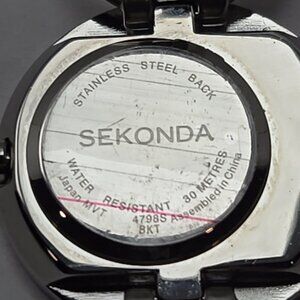 STAINLESS STEEL BACK
SEKONDA
WATER RESISTANT 30 METRES
Japan MVT 4798S Assembled in China
BKT